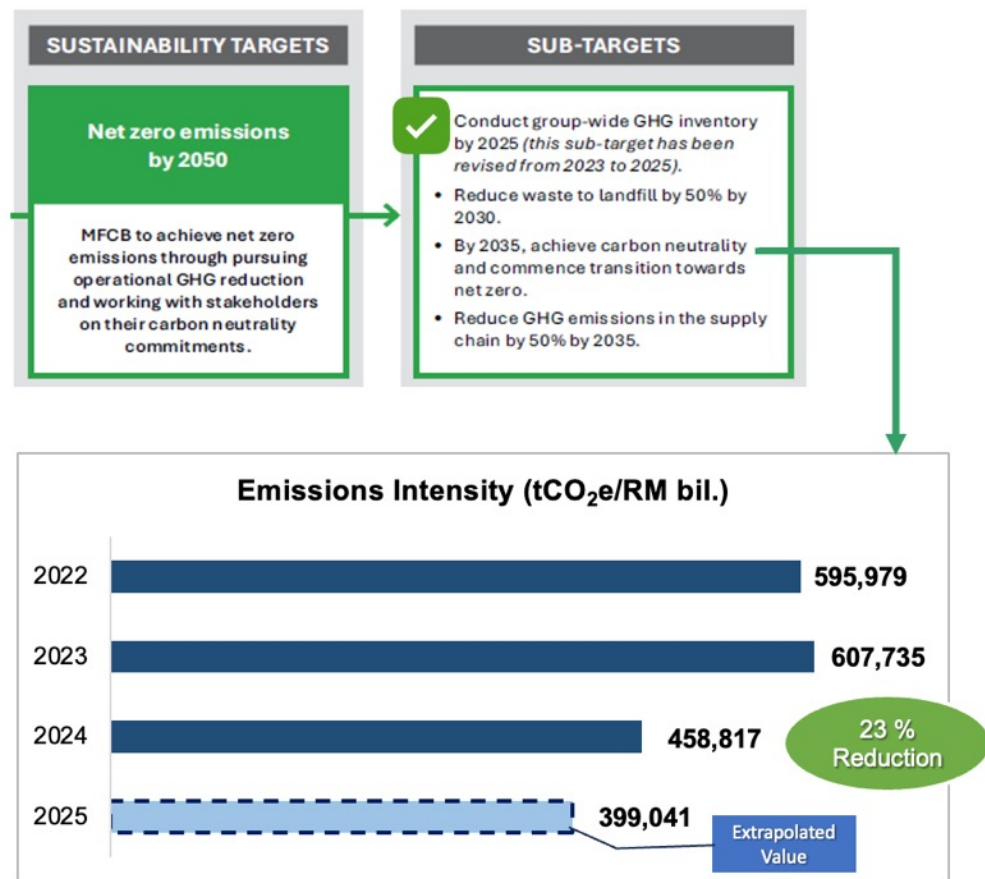 SUSTAINABILITY TARGETS
Net zero emissions
by 2050
MFCB to achieve net zero
emissions through pursuing
operational GHG reduction
and working with stakeholders
on their carbon neutrality
commitments.
SUB-TARGETS
Conduct group-wide GHG inventory
by 2025 (this sub-target has been
revised from 2023 to 2025).
• Reduce waste to landfill by 50% by
2030.
• By 2035, achieve carbon neutrality
and commence transition towards
net zero.
• Reduce GHG emissions in the supply
chain by 50% by 2035.
Emissions Intensity (tCO₂e/RM bil.)
2022 595,979
2023 607,735
2024 458,817
23 %
Reduction
2025 399,041
Extrapolated
Value